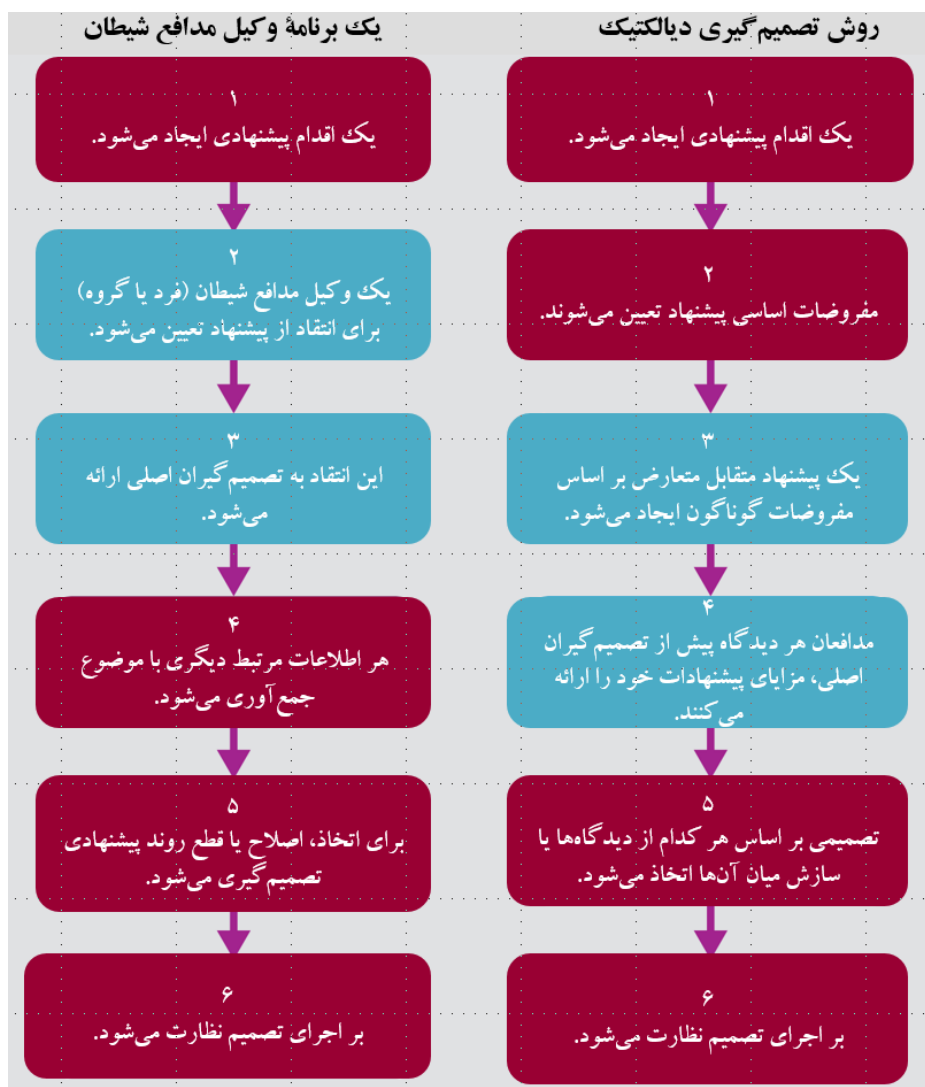 روش تصمیم‌گیری دیالکتیک
۱
یک اقدام پیشنهادی ایجاد می‌شود.
۲
مفروضات اساسی پیشنهاد تعیین می‌شوند.
۳
یک پیشنهاد متقابل متعارض بر اساس
مفروضات گوناگون ایجاد می‌شود.
۴
مدافعان هر دیدگاه پیش از تصمیم‌گیران
اصلی، مزایای پیشنهادات خود را ارائه
می‌کنند.
۵
تصمیمی بر اساس هر کدام از دیدگاه‌ها یا
سازش میان آن‌ها اتخاذ می‌شود.
۶
بر اجرای تصمیم نظارت می‌شود.
یک برنامهٔ وکیل مدافع شیطان
۱
یک اقدام پیشنهادی ایجاد می‌شود.
۲
یک وکیل مدافع شیطان (فرد یا گروه)
برای انتقاد از پیشنهاد تعیین می‌شود.
۳
این انتقاد به تصمیم‌گیران اصلی ارائه
می‌شود.
۴
هر اطلاعات مرتبط دیگری با موضوع
جمع‌آوری می‌شود.
۵
برای اتخاذ، اصلاح یا قطع روند پیشنهادی
تصمیم‌گیری می‌شود.
۶
بر اجرای تصمیم نظارت می‌شود.